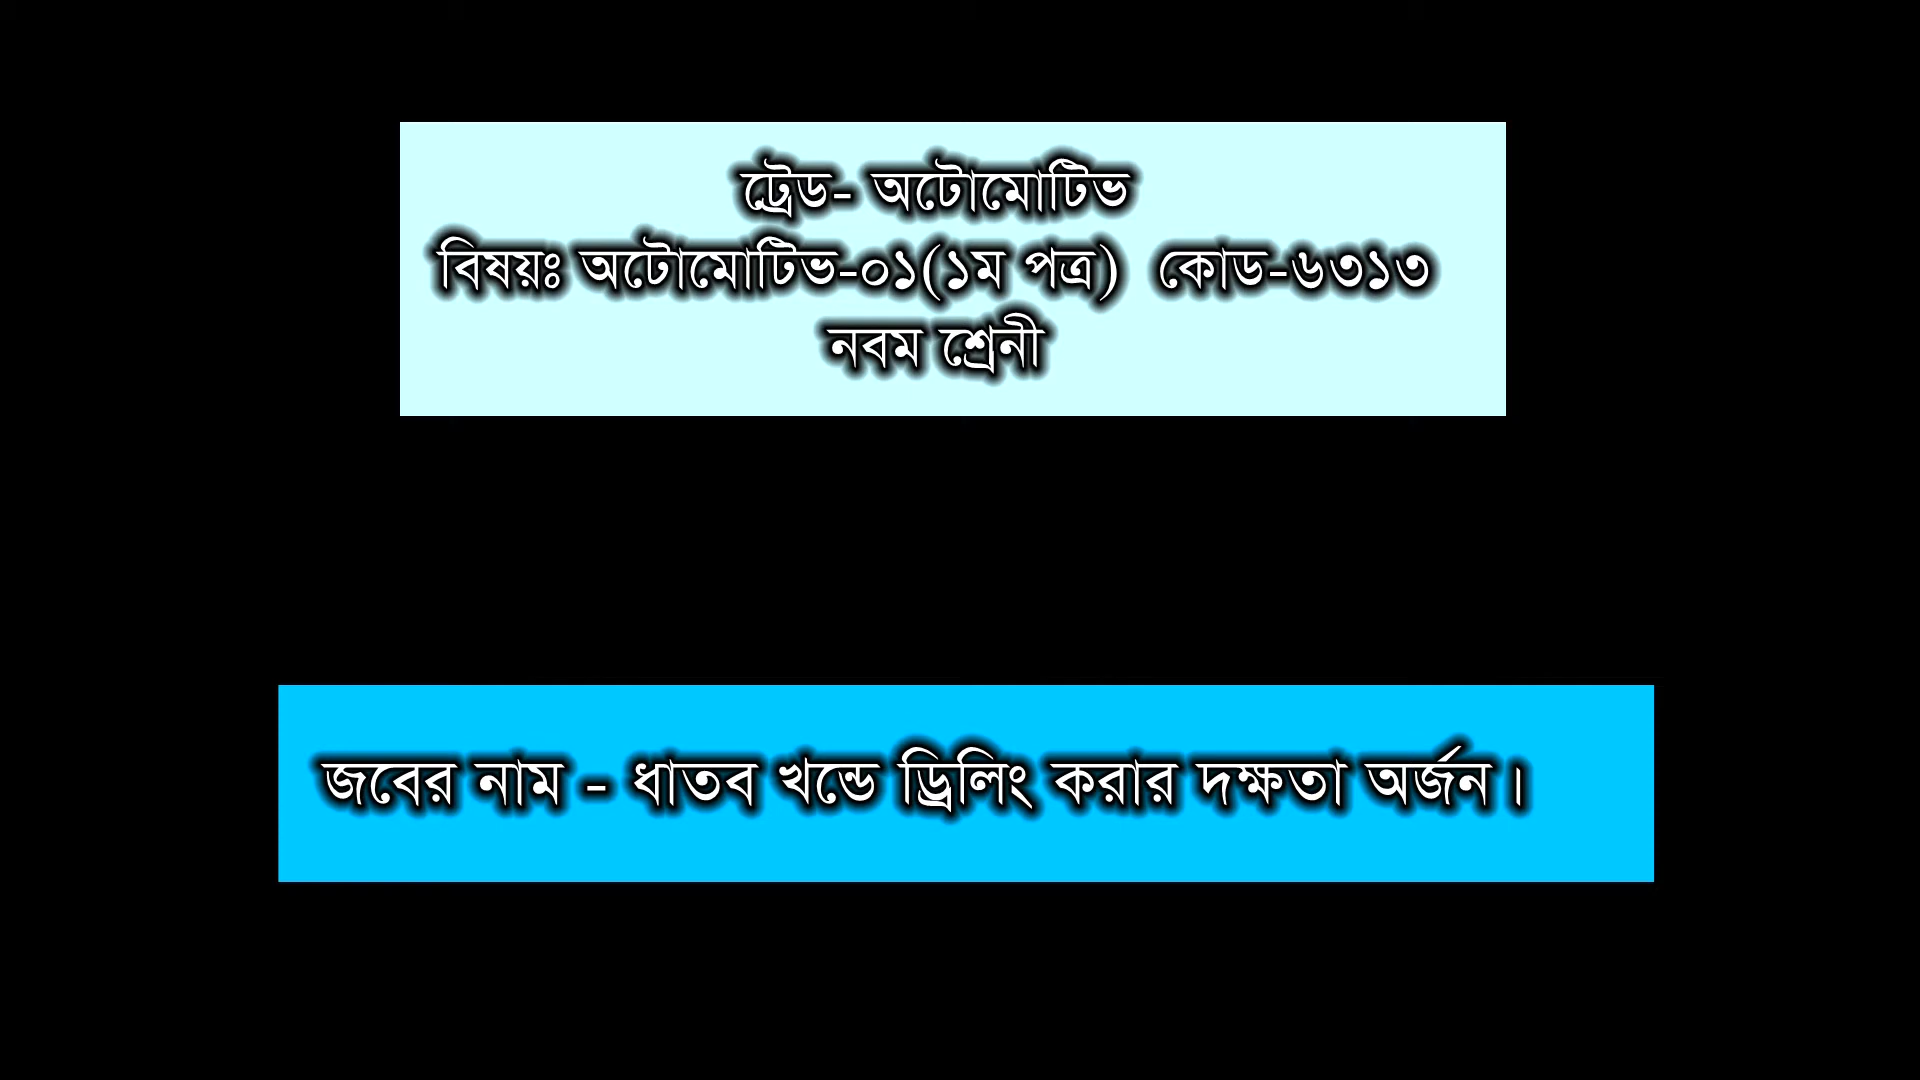 ট্রেড- অটোমোটিভ
বিষয়ঃ অটোমোটিভ-০১(১ম পত্র) কোড-৬৩১৩
নবম শ্রেনী
জবের নাম - ধাতব খন্ডে ড্রিলিং করার দক্ষতা অর্জন।